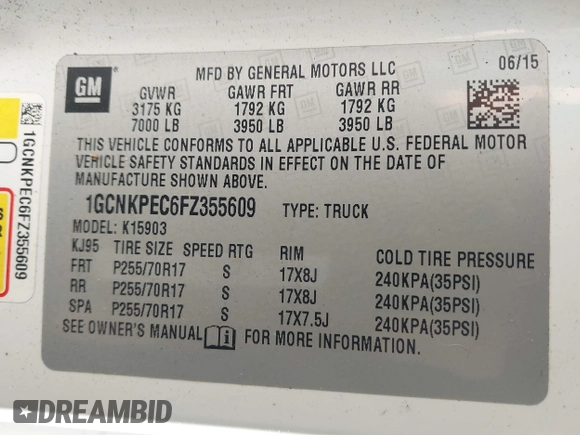 GM
MFD BY GENERAL MOTORS LLC
06/15
GVWR GAWR FRT GAWR RR
3175 KG 1792 KG 1792 KG
7000 LB 3950 LB 3950 LB
THIS VEHICLE CONFORMS TO ALL APPLICABLE U.S. FEDERAL MOTOR
VEHICLE SAFETY STANDARDS IN EFFECT ON THE DATE OF
MANUFACTURE SHOWN ABOVE.
1GCNKPEC6FZ355609 TYPE: TRUCK
MODEL: K15903
KJ95 TIRE SIZE SPEED RTG RIM COLD TIRE PRESSURE
FRT P255/70R17 S 17X8J 240KPA(35PSI)
RR P255/70R17 S 17X8J 240KPA(35PSI)
SPA P255/70R17 S 17X7.5J 240KPA(35PSI)
SEE OWNER'S MANUAL FOR MORE INFORMATION.
1GCNKPEC6FZ355609
DREAMBID